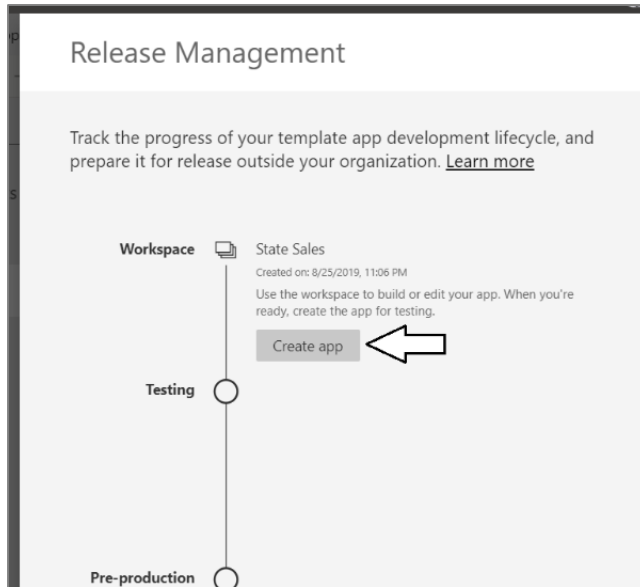 Release Management
Track the progress of your template app development lifecycle, and
prepare it for release outside your organization. Learn more
Workspace
State Sales
Created on: 8/25/2019, 11:06 PM
Use the workspace to build or edit your app. When you're
ready, create the app for testing.
Create app
Testing
Pre-production